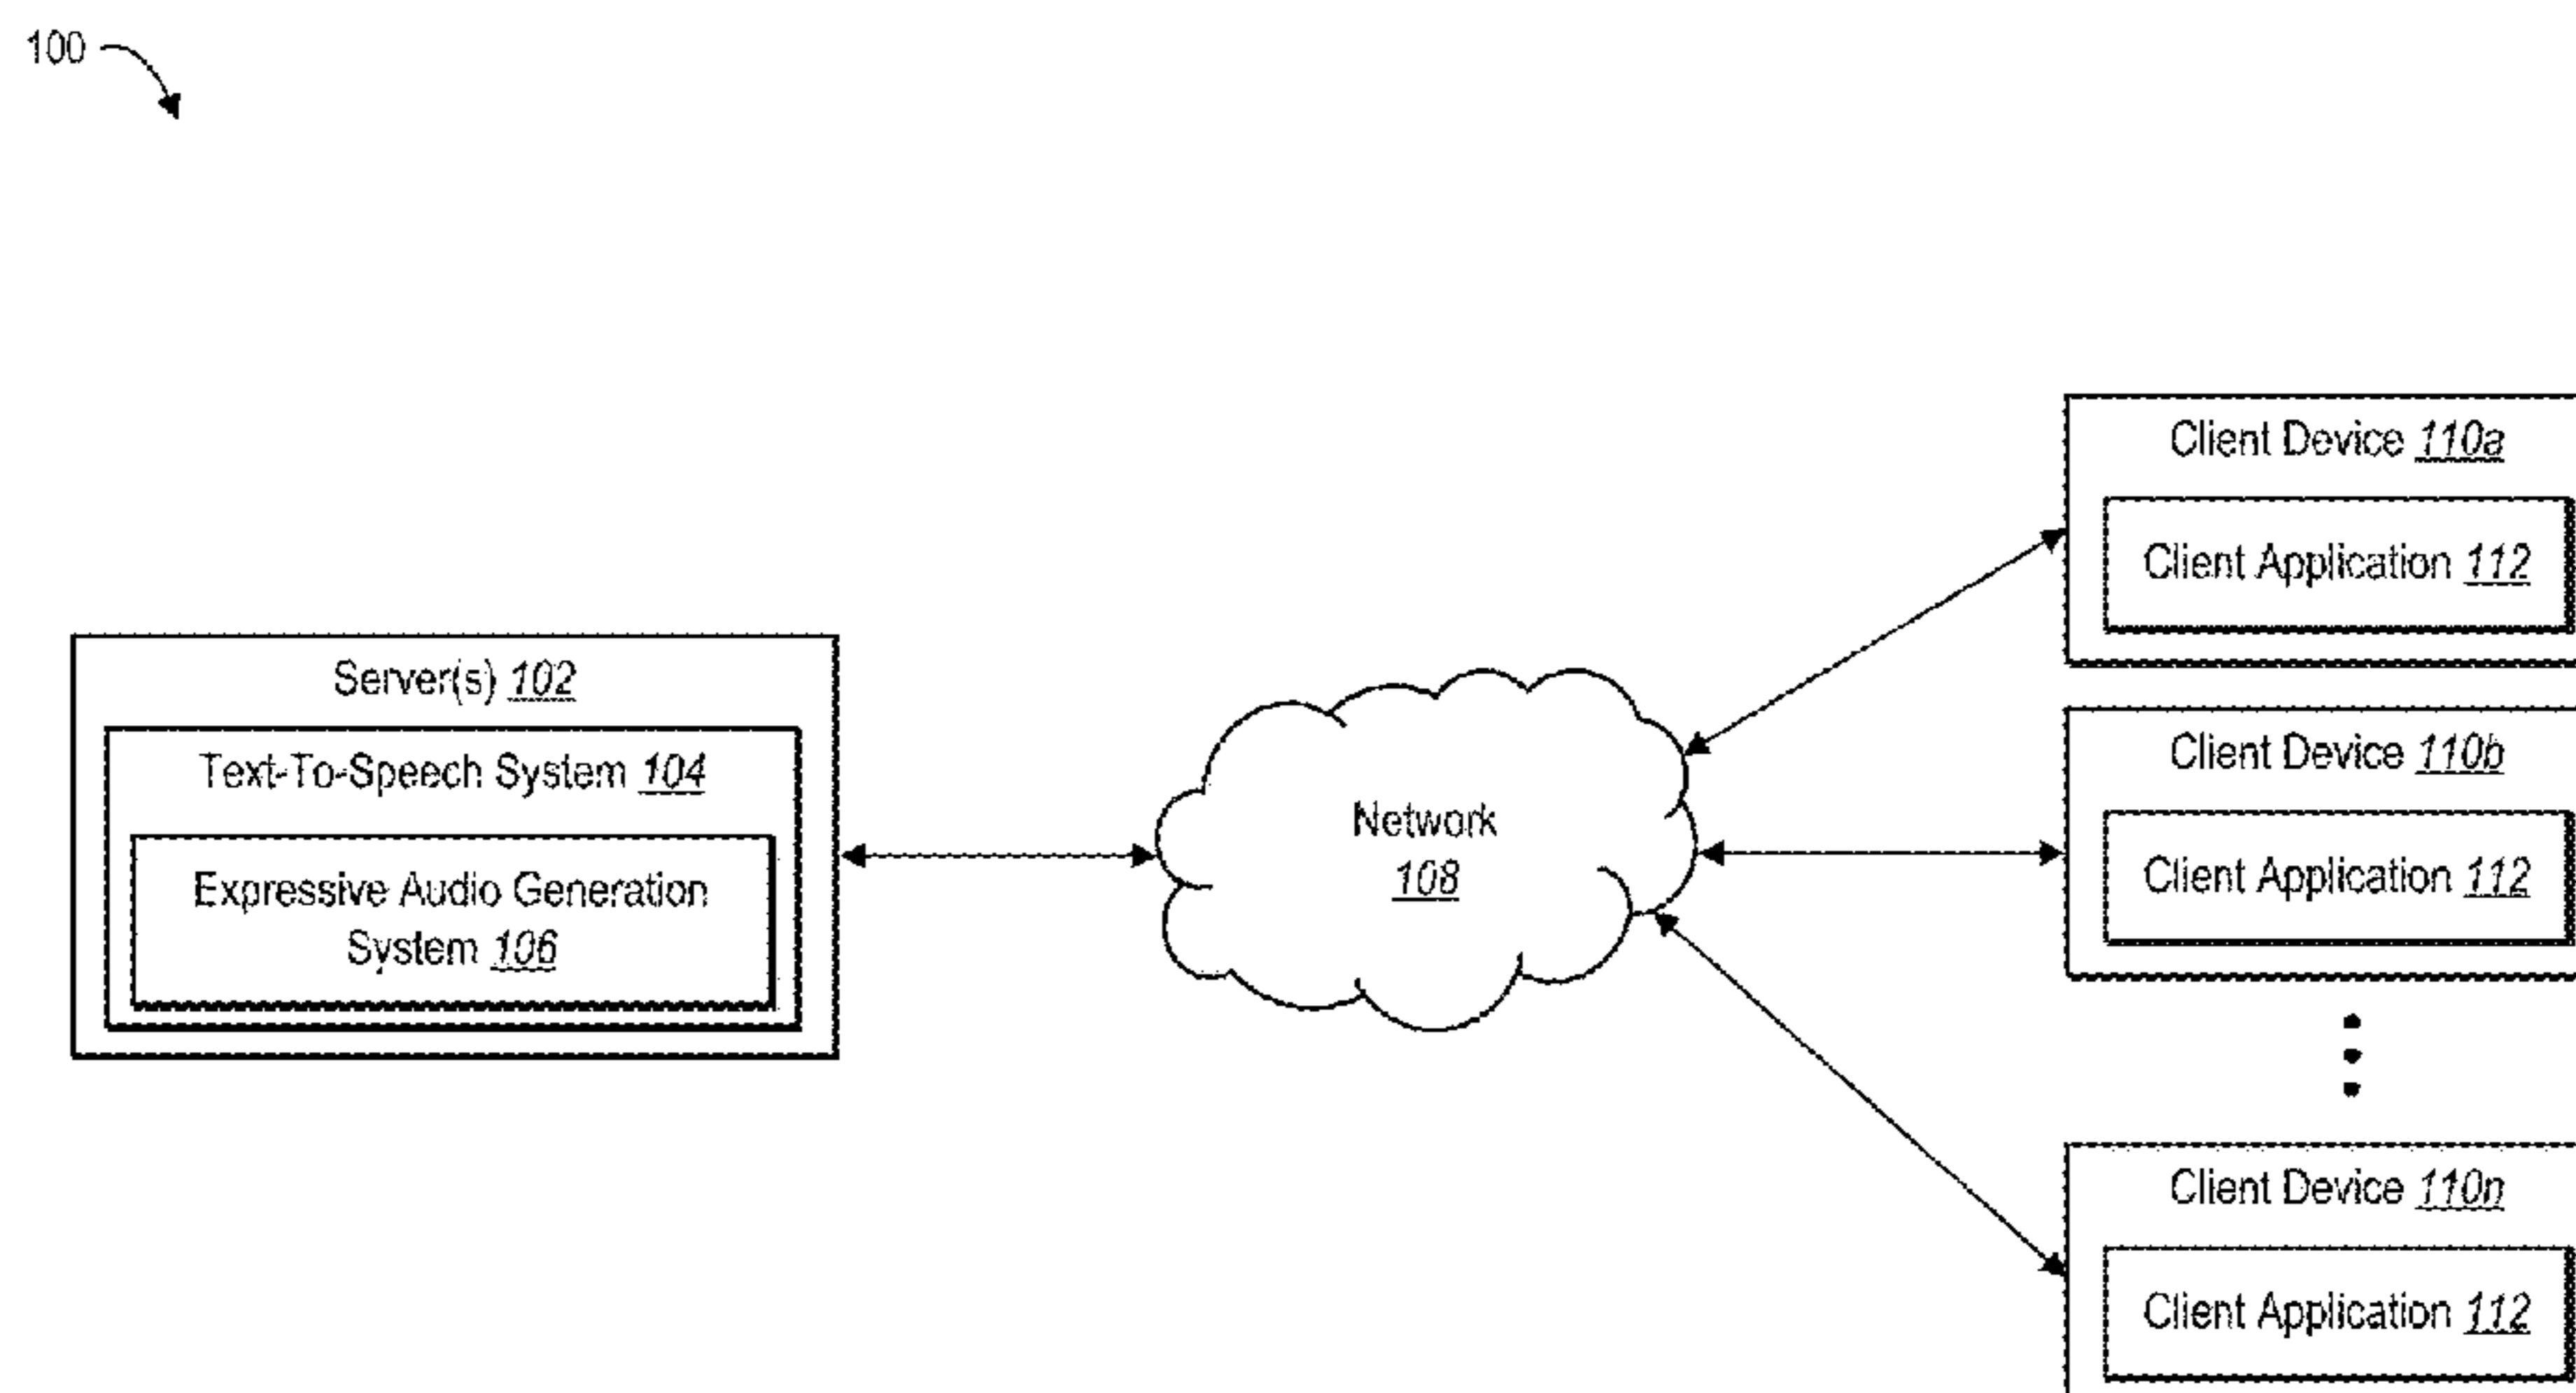 100
Server(s) 102
Text-To-Speech System 104
Expressive Audio Generation
System 106
Network
108
Client Device 110a
Client Application 112
Client Device 110b
Client Application 112
Client Device 110n
Client Application 112